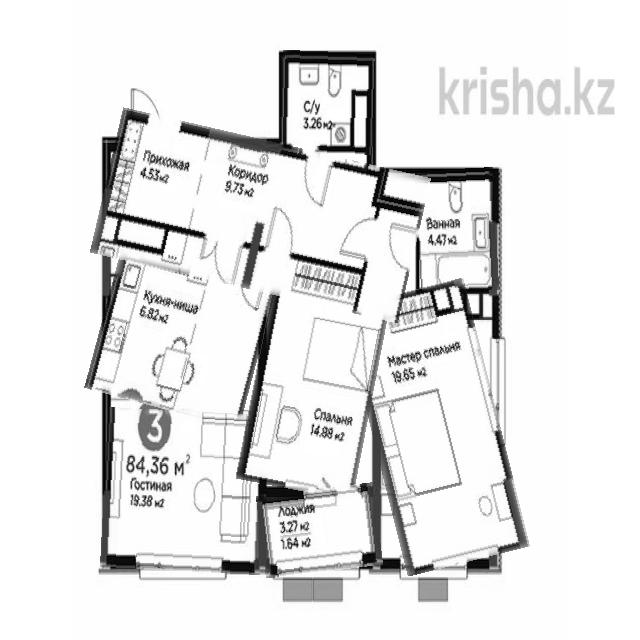 krisha.kz
С/у
3.26 м2
Прихожая
4.53 м2
Коридор
9.73 м2
Ванная
4.47 м2
Кухня-ниша
6.82 м2
Мастер спальня
19.65 м2
Спальня
14.88 м2
3
84,36 м²
Гостиная
19.38 м2
Лоджия
3.27 м2
1.64 м2